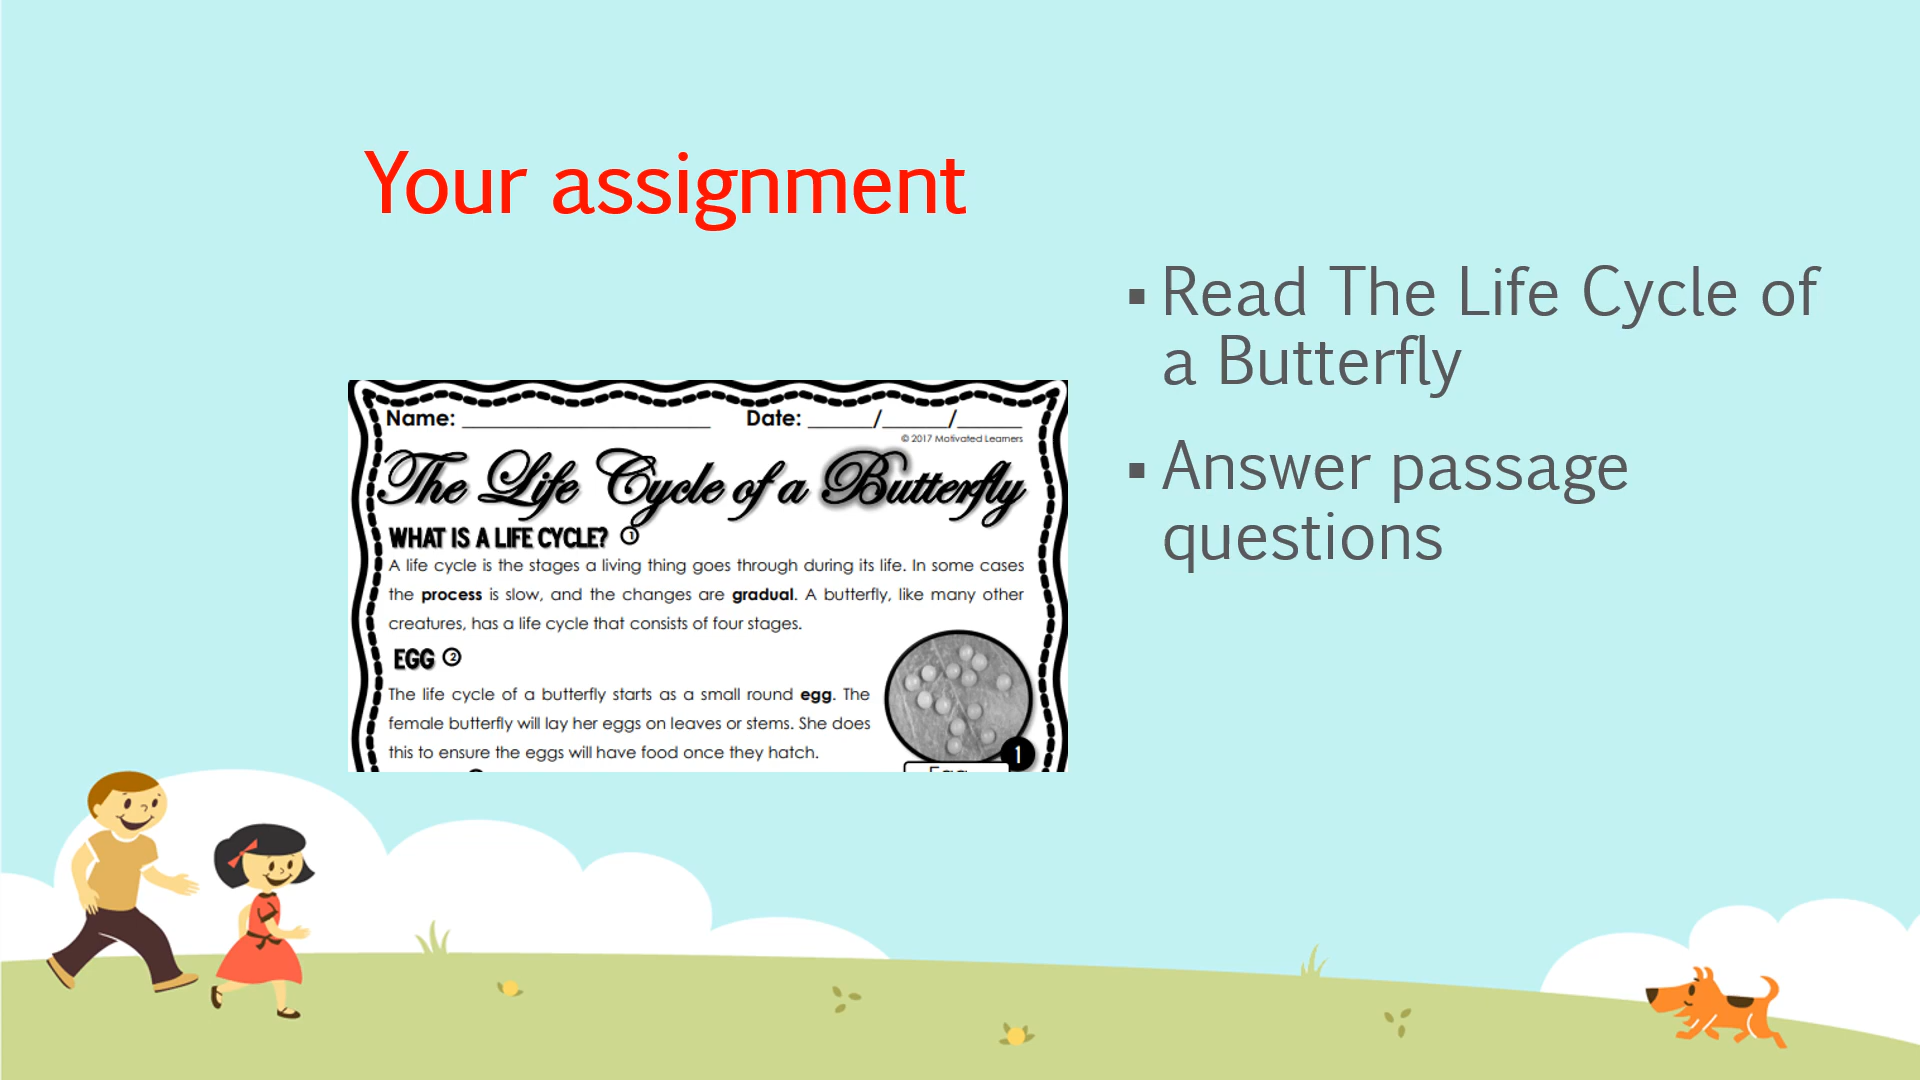 Your assignment
Name: ______________________ Date: ______/______/______
© 2017 Motivated Learners
The Life Cycle of a Butterfly
WHAT IS A LIFE CYCLE? 1
A life cycle is the stages a living thing goes through during its life. In some cases
the process is slow, and the changes are gradual. A butterfly, like many other
creatures, has a life cycle that consists of four stages.
EGG 2
The life cycle of a butterfly starts as a small round egg. The
female butterfly will lay her eggs on leaves or stems. She does
this to ensure the eggs will have food once they hatch.
1
Egg
▪ Read The Life Cycle of
a Butterfly
▪ Answer passage
questions